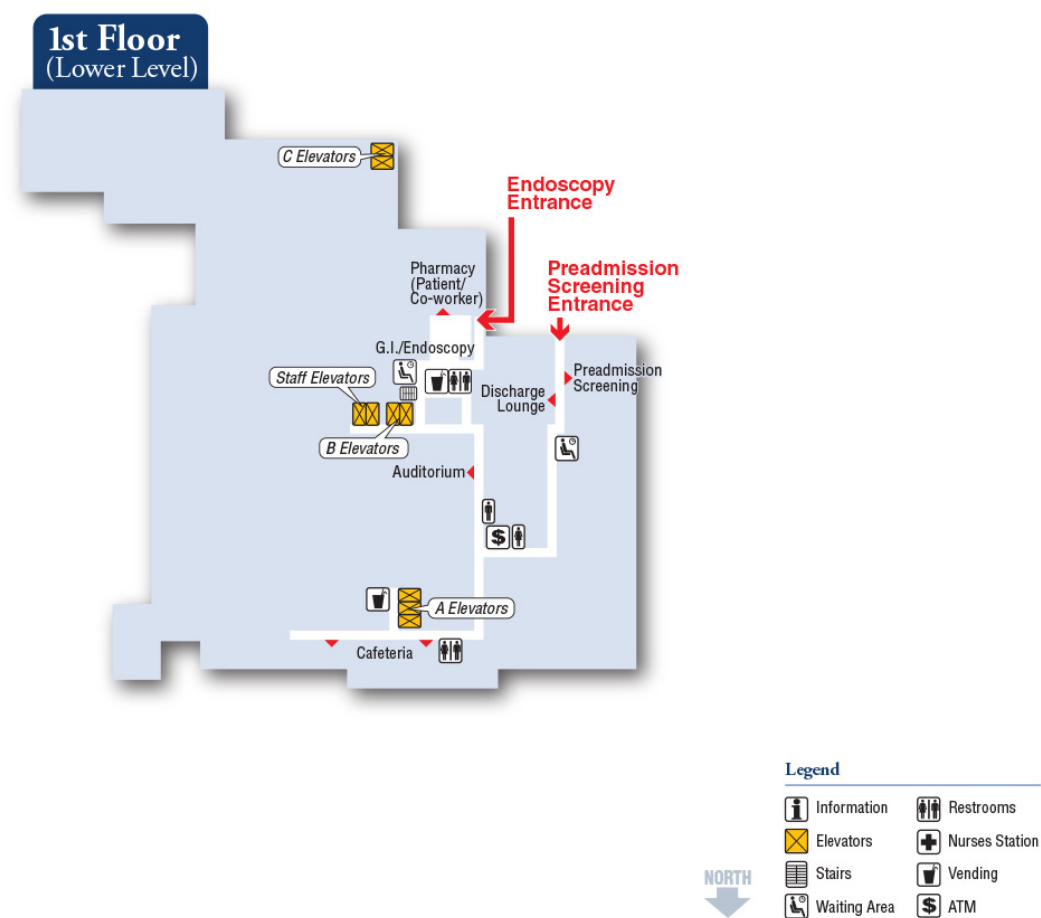 1st Floor
(Lower Level)
C Elevators
Endoscopy
Entrance
Pharmacy
(Patient/
Co-worker)
Preadmission
Screening
Entrance
G.I./Endoscopy
Staff Elevators
Preadmission
Screening
Discharge
Lounge
B Elevators
Auditorium
$
A Elevators
Cafeteria
Legend
Information
Restrooms
Elevators
Nurses Station
Stairs
Vending
Waiting Area
$ ATM
NORTH